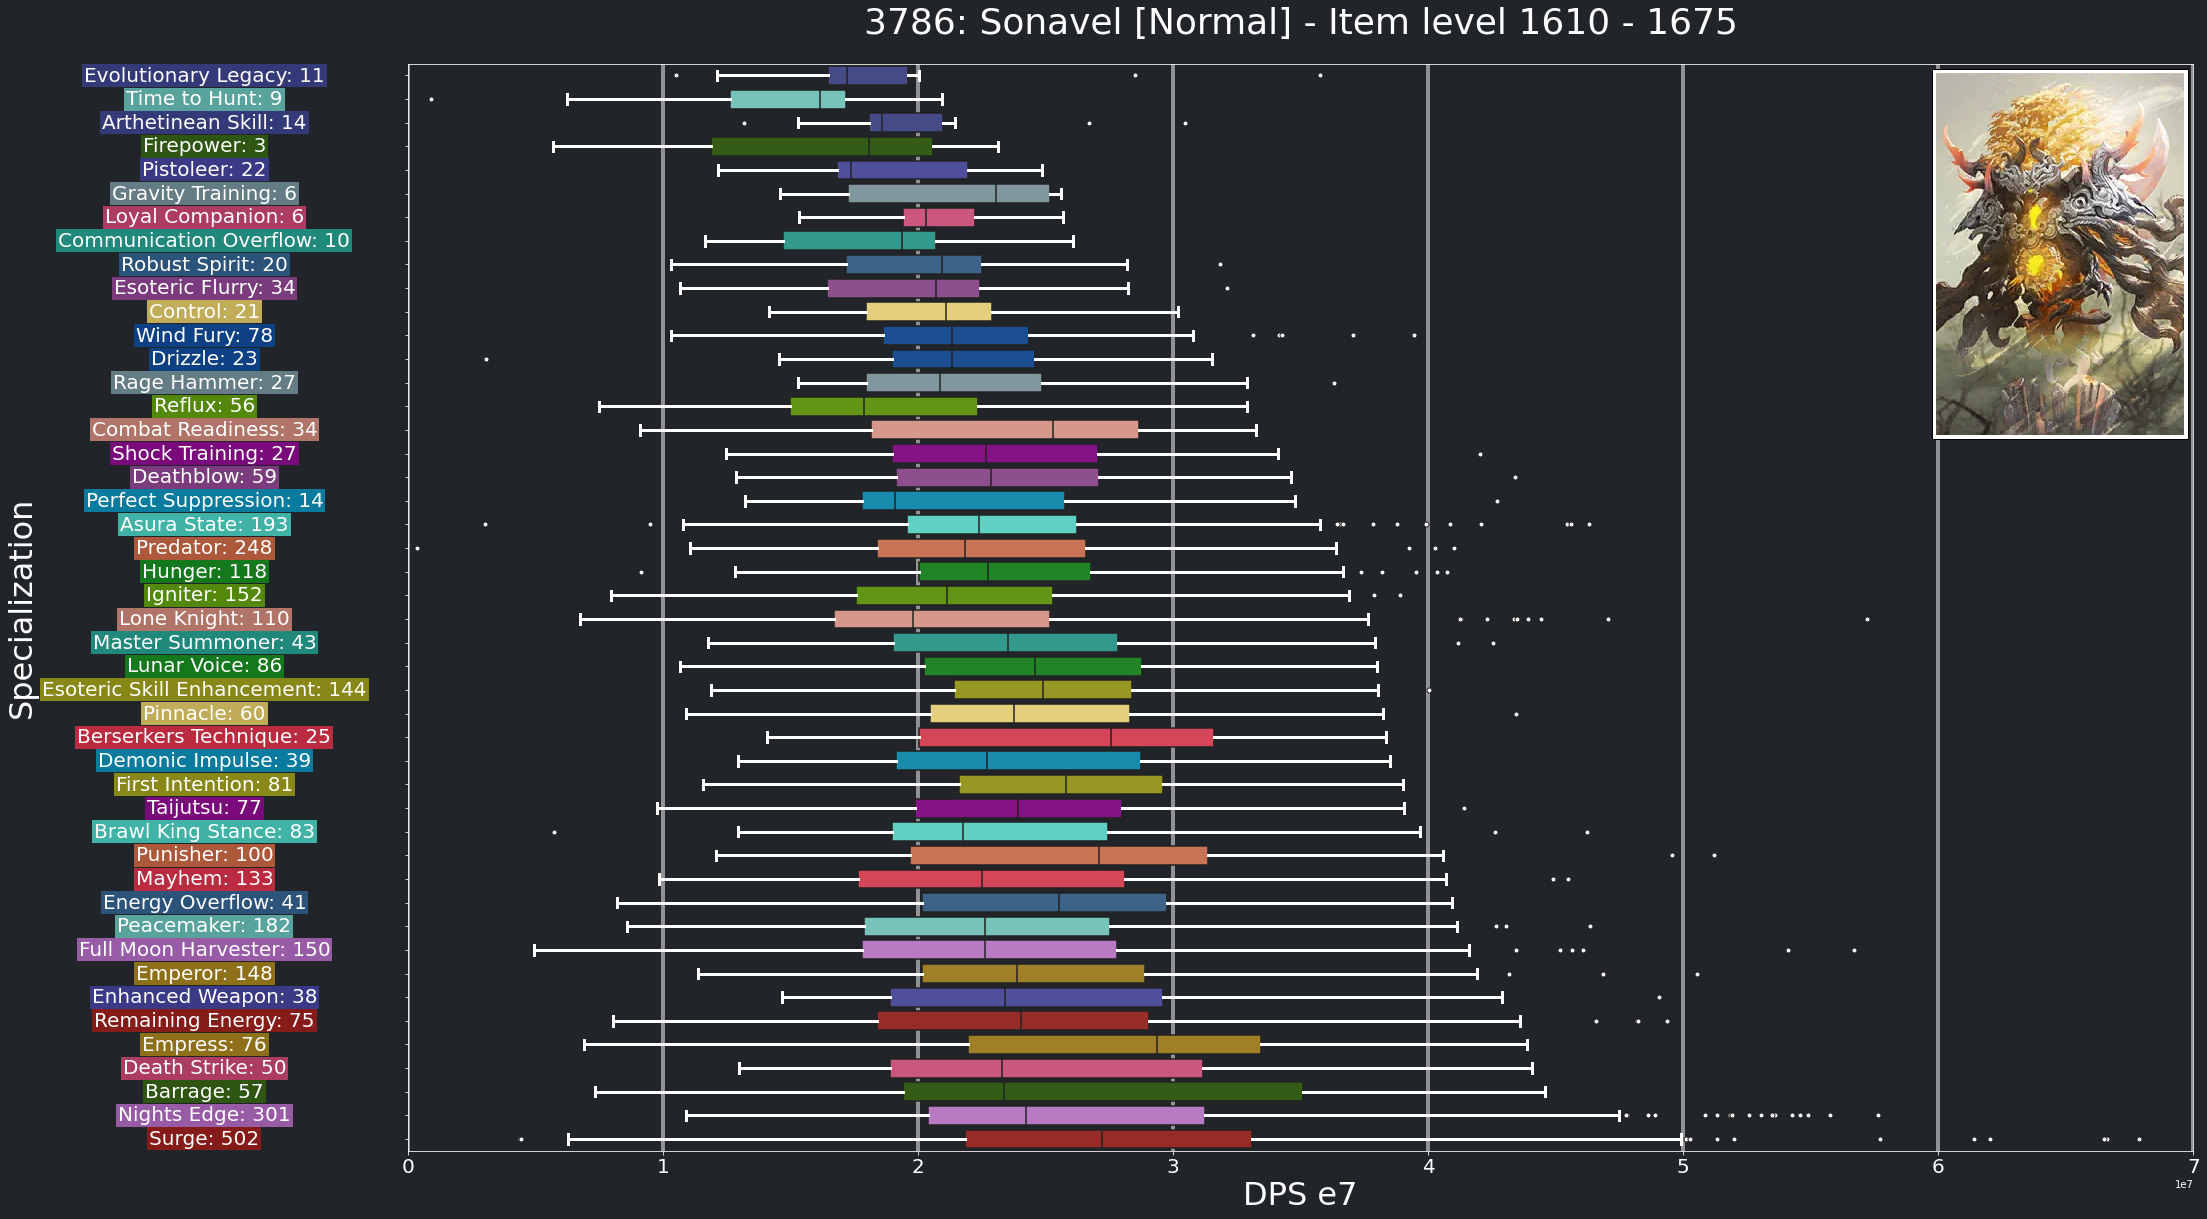 3786: Sonavel [Normal] - Item level 1610 - 1675
Specialization
Evolutionary Legacy: 11
Time to Hunt: 9
Arthetinean Skill: 14
Firepower: 3
Pistoleer: 22
Gravity Training: 6
Loyal Companion: 6
Communication Overflow: 10
Robust Spirit: 20
Esoteric Flurry: 34
Control: 21
Wind Fury: 78
Drizzle: 23
Rage Hammer: 27
Reflux: 56
Combat Readiness: 34
Shock Training: 27
Deathblow: 59
Perfect Suppression: 14
Asura State: 193
Predator: 248
Hunger: 118
Igniter: 152
Lone Knight: 110
Master Summoner: 43
Lunar Voice: 86
Esoteric Skill Enhancement: 144
Pinnacle: 60
Berserkers Technique: 25
Demonic Impulse: 39
First Intention: 81
Taijutsu: 77
Brawl King Stance: 83
Punisher: 100
Mayhem: 133
Energy Overflow: 41
Peacemaker: 182
Full Moon Harvester: 150
Emperor: 148
Enhanced Weapon: 38
Remaining Energy: 75
Empress: 76
Death Strike: 50
Barrage: 57
Nights Edge: 301
Surge: 502
0 1 2 3 4 5 6 7
1e7
DPS e7